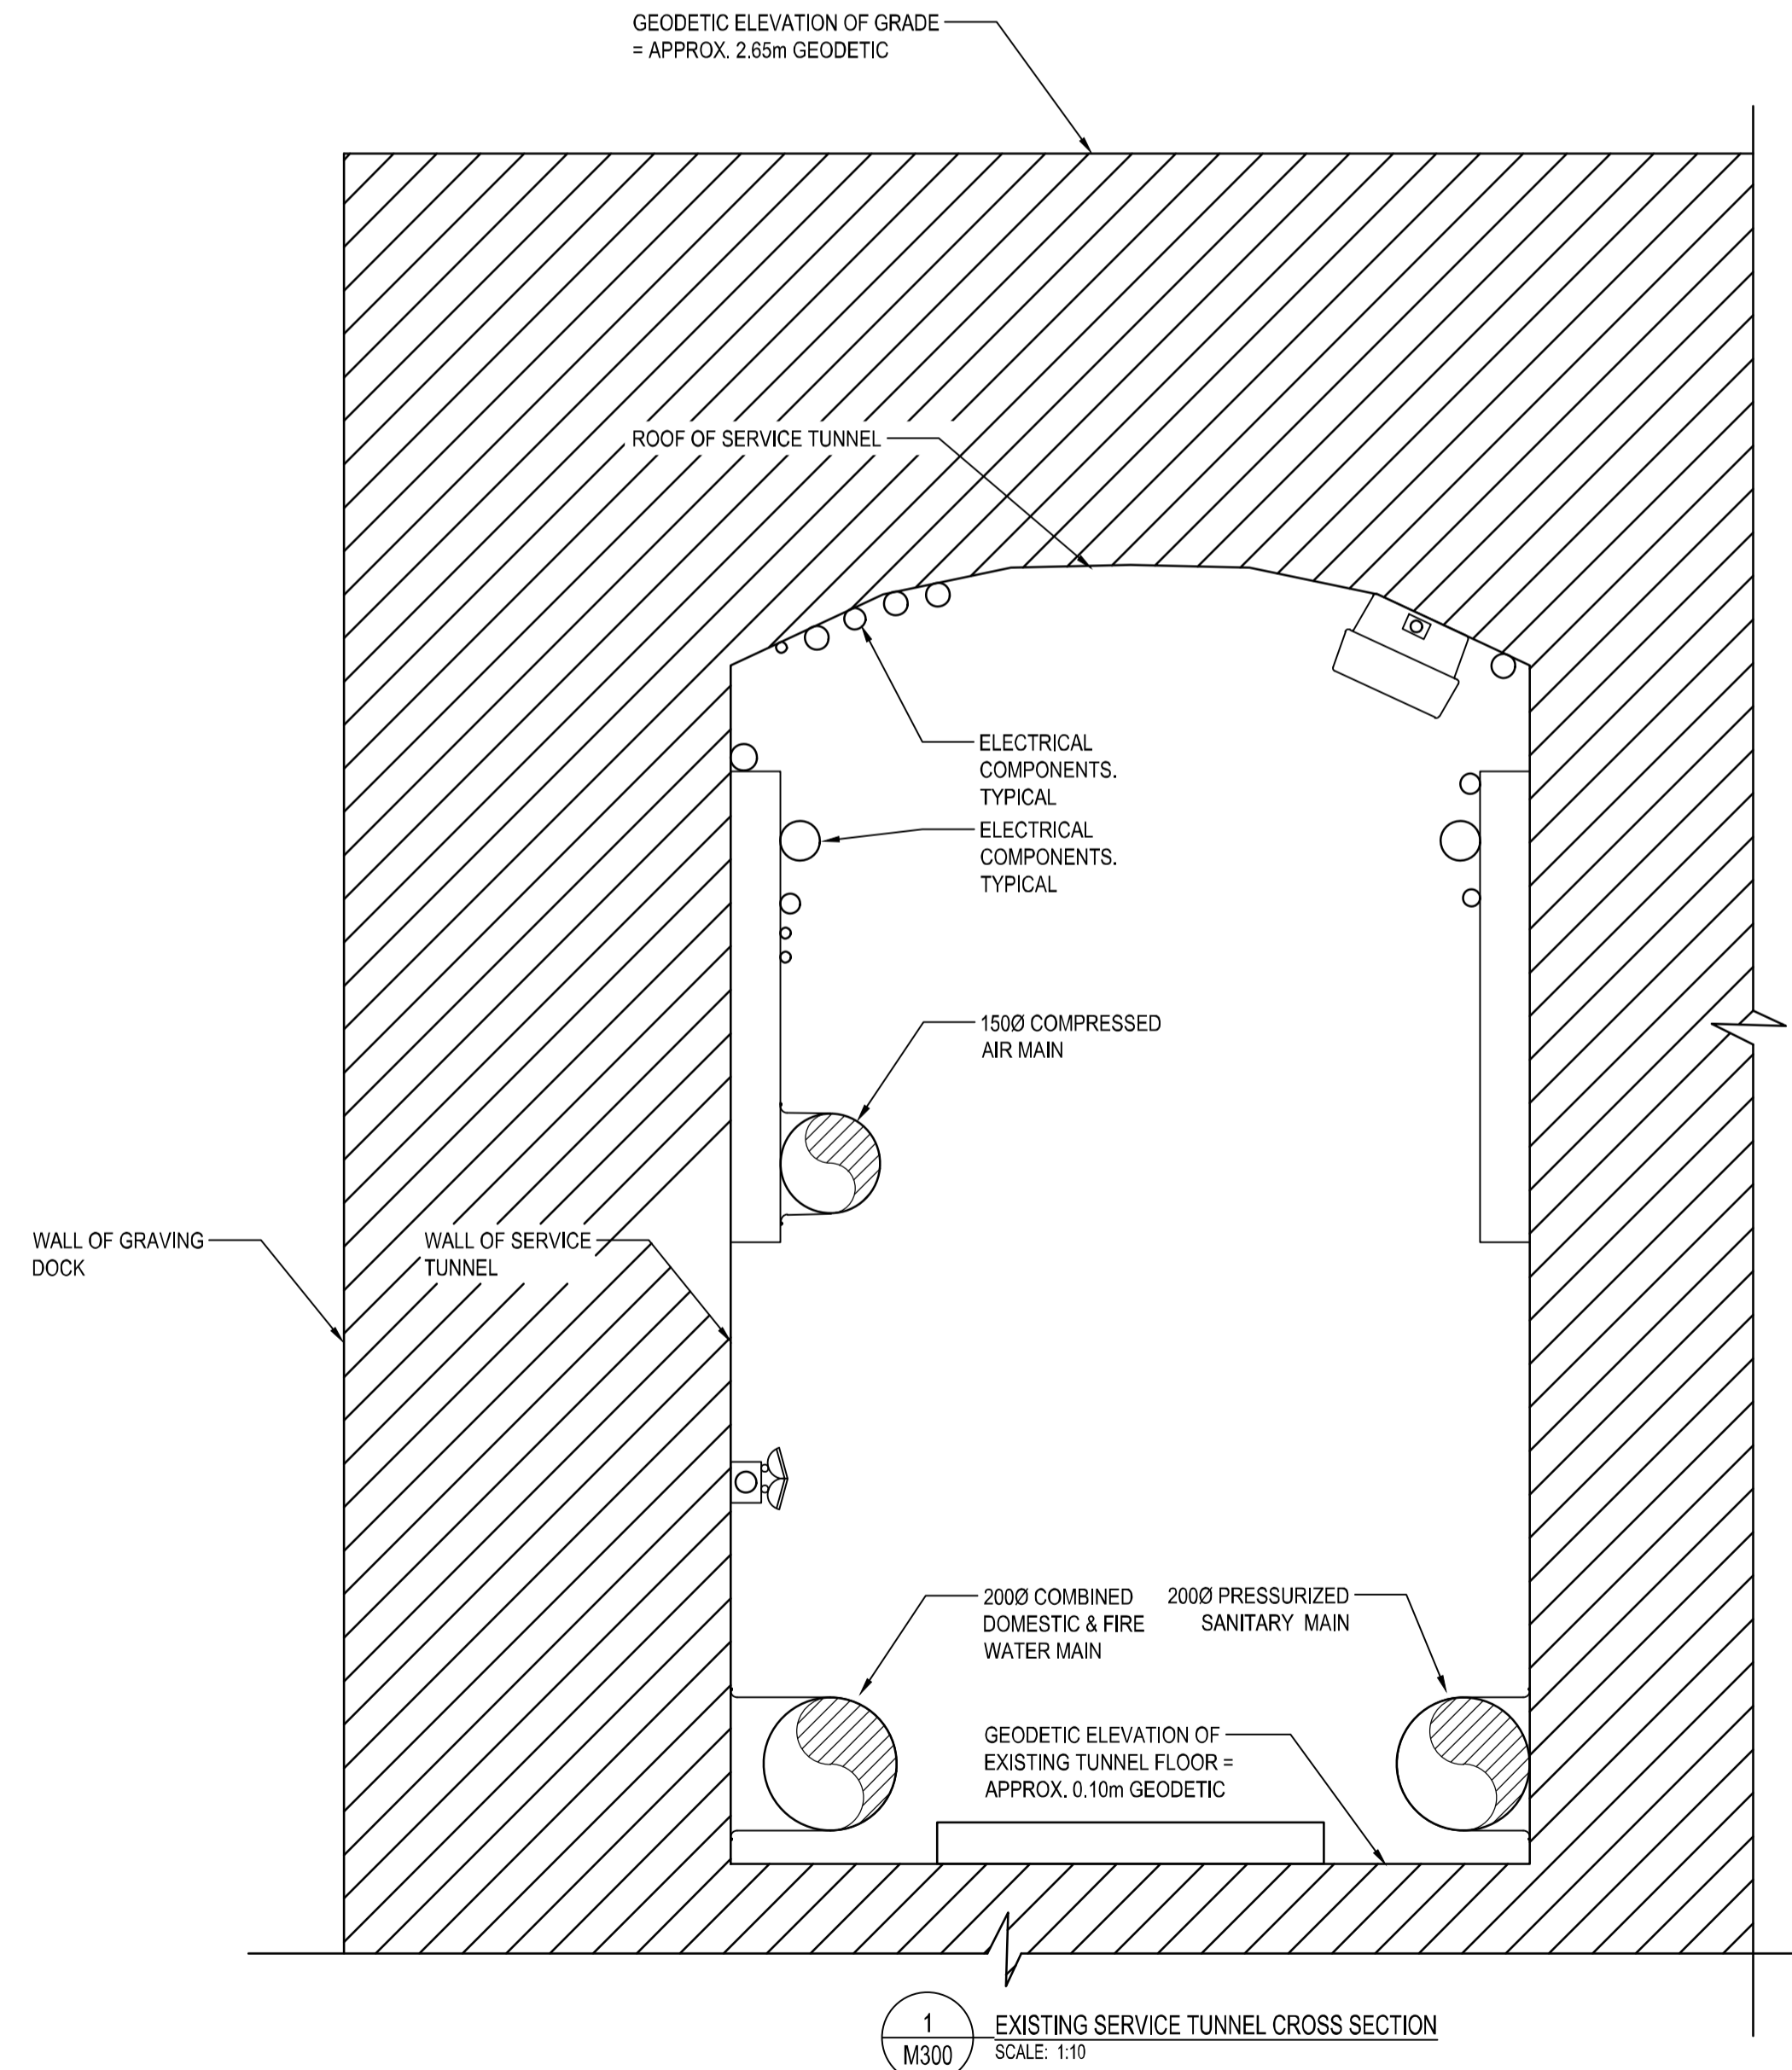 GEODETIC ELEVATION OF GRADE
= APPROX. 2.65m GEODETIC
ROOF OF SERVICE TUNNEL
ELECTRICAL
COMPONENTS.
TYPICAL
ELECTRICAL
COMPONENTS.
TYPICAL
150Ø COMPRESSED
AIR MAIN
WALL OF GRAVING
DOCK
WALL OF SERVICE
TUNNEL
200Ø COMBINED
DOMESTIC & FIRE
WATER MAIN
200Ø PRESSURIZED
SANITARY MAIN
GEODETIC ELEVATION OF
EXISTING TUNNEL FLOOR =
APPROX. 0.10m GEODETIC
1
M300
EXISTING SERVICE TUNNEL CROSS SECTION
SCALE: 1:10